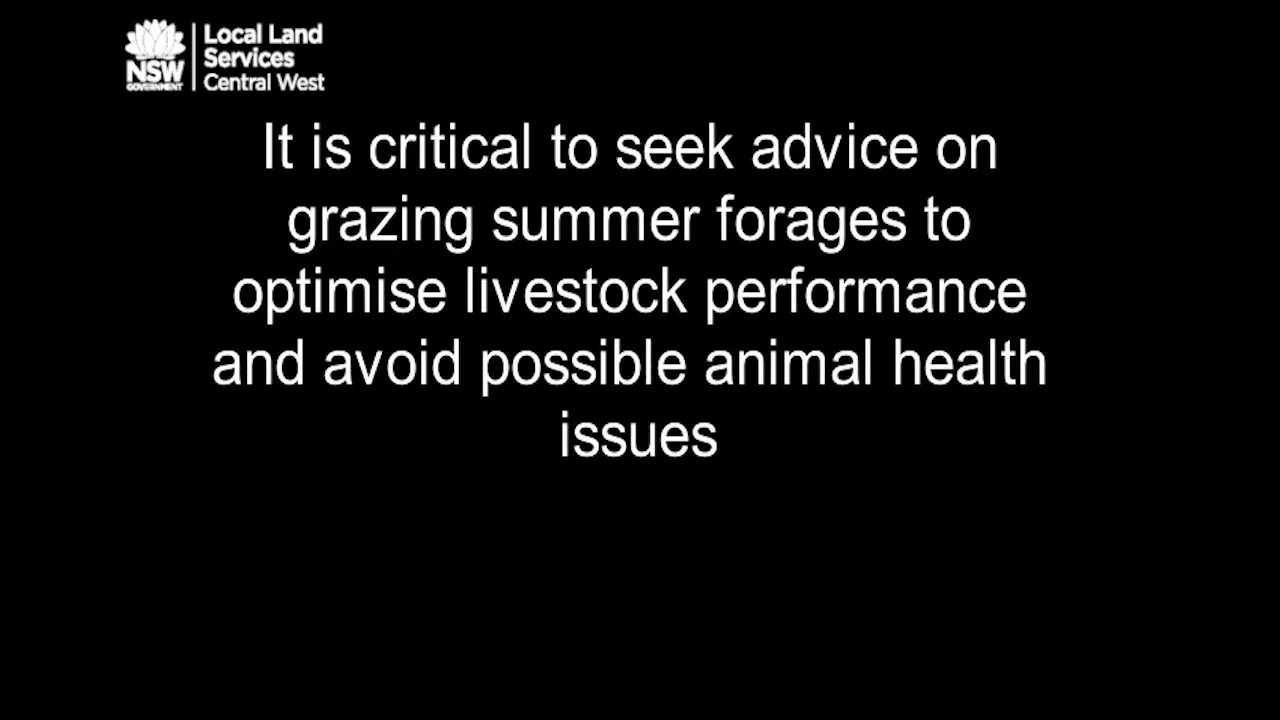 NSW
GOVERNMENT
Local Land
Services
Central West
It is critical to seek advice on
grazing summer forages to
optimise livestock performance
and avoid possible animal health
issues